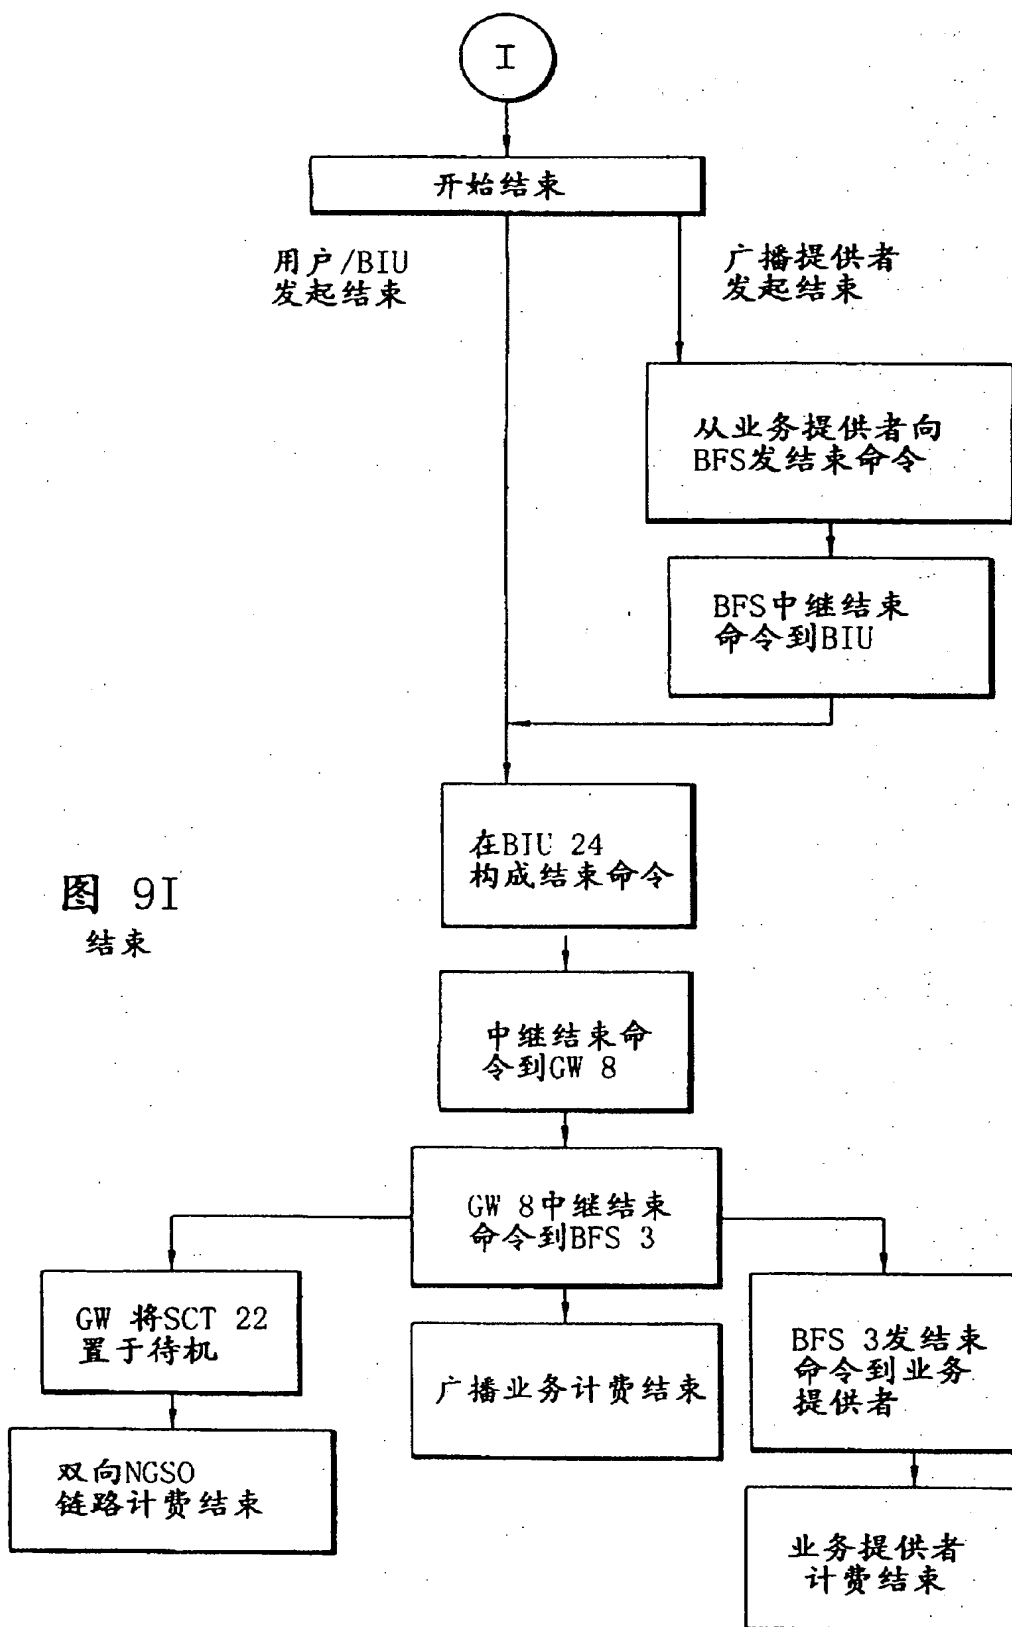 I
开始结束
用户/BIU
发起结束
广播提供者
发起结束
从业务提供者向
BFS发结束命令
BFS中继结束
命令到BIU
在BIU 24
构成结束命令
图 9I
结束
中继结束命
令到GW 8
GW 8中继结束
命令到BFS 3
GW 将SCT 22
置于待机
广播业务计费结束
BFS 3发结束
命令到业务
提供者
双向NGSO
链路计费结束
业务提供者
计费结束